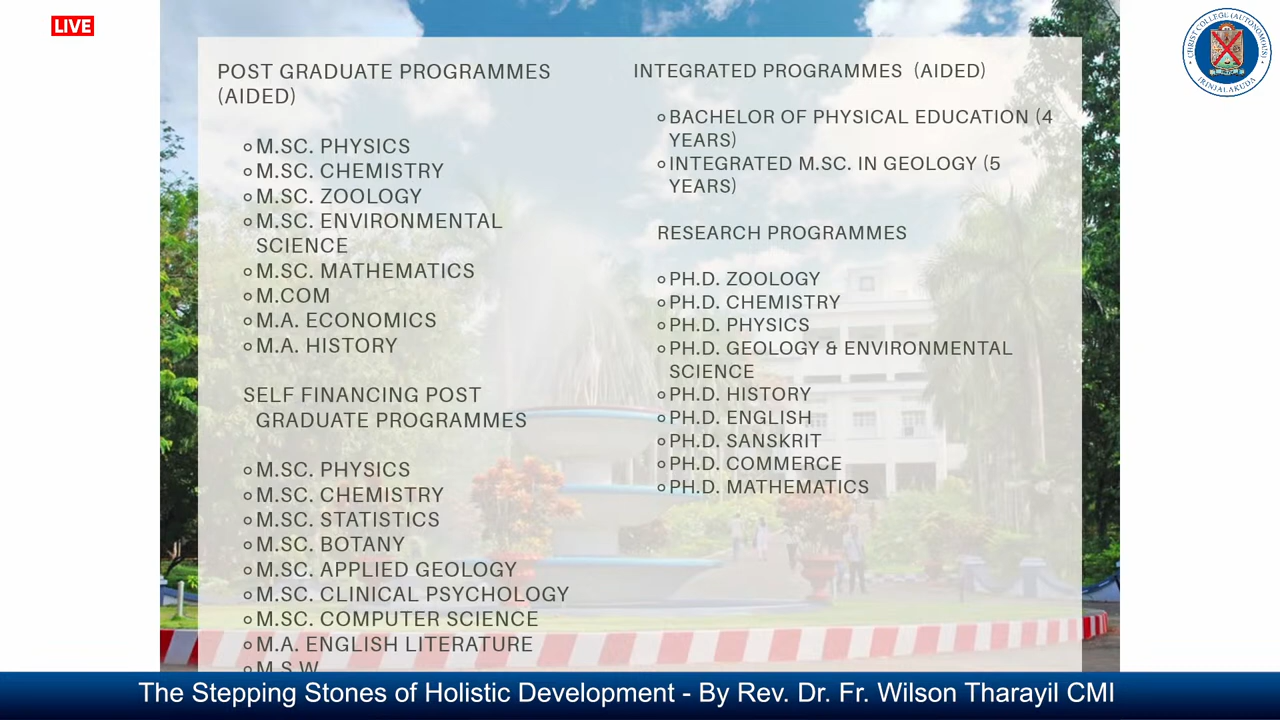 LIVE
POST GRADUATE PROGRAMMES
(AIDED)
M.SC. PHYSICS
M.SC. CHEMISTRY
M.SC. ZOOLOGY
M.SC. ENVIRONMENTAL
SCIENCE
M.SC. MATHEMATICS
M.COM
M.A. ECONOMICS
M.A. HISTORY
SELF FINANCING POST
GRADUATE PROGRAMMES
M.SC. PHYSICS
M.SC. CHEMISTRY
M.SC. STATISTICS
M.SC. BOTANY
M.SC. APPLIED GEOLOGY
M.SC. CLINICAL PSYCHOLOGY
M.SC. COMPUTER SCIENCE
M.A. ENGLISH LITERATURE
M.S.W
INTEGRATED PROGRAMMES (AIDED)
BACHELOR OF PHYSICAL EDUCATION (4
YEARS)
INTEGRATED M.SC. IN GEOLOGY (5
YEARS)
RESEARCH PROGRAMMES
PH.D. ZOOLOGY
PH.D. CHEMISTRY
PH.D. PHYSICS
PH.D. GEOLOGY & ENVIRONMENTAL
SCIENCE
PH.D. HISTORY
PH.D. ENGLISH
PH.D. SANSKRIT
PH.D. COMMERCE
PH.D. MATHEMATICS
CHRIST COLLEGE (AUTONOMOUS)
IRINJALAKUDA
The Stepping Stones of Holistic Development - By Rev. Dr. Fr. Wilson Tharayil CMI